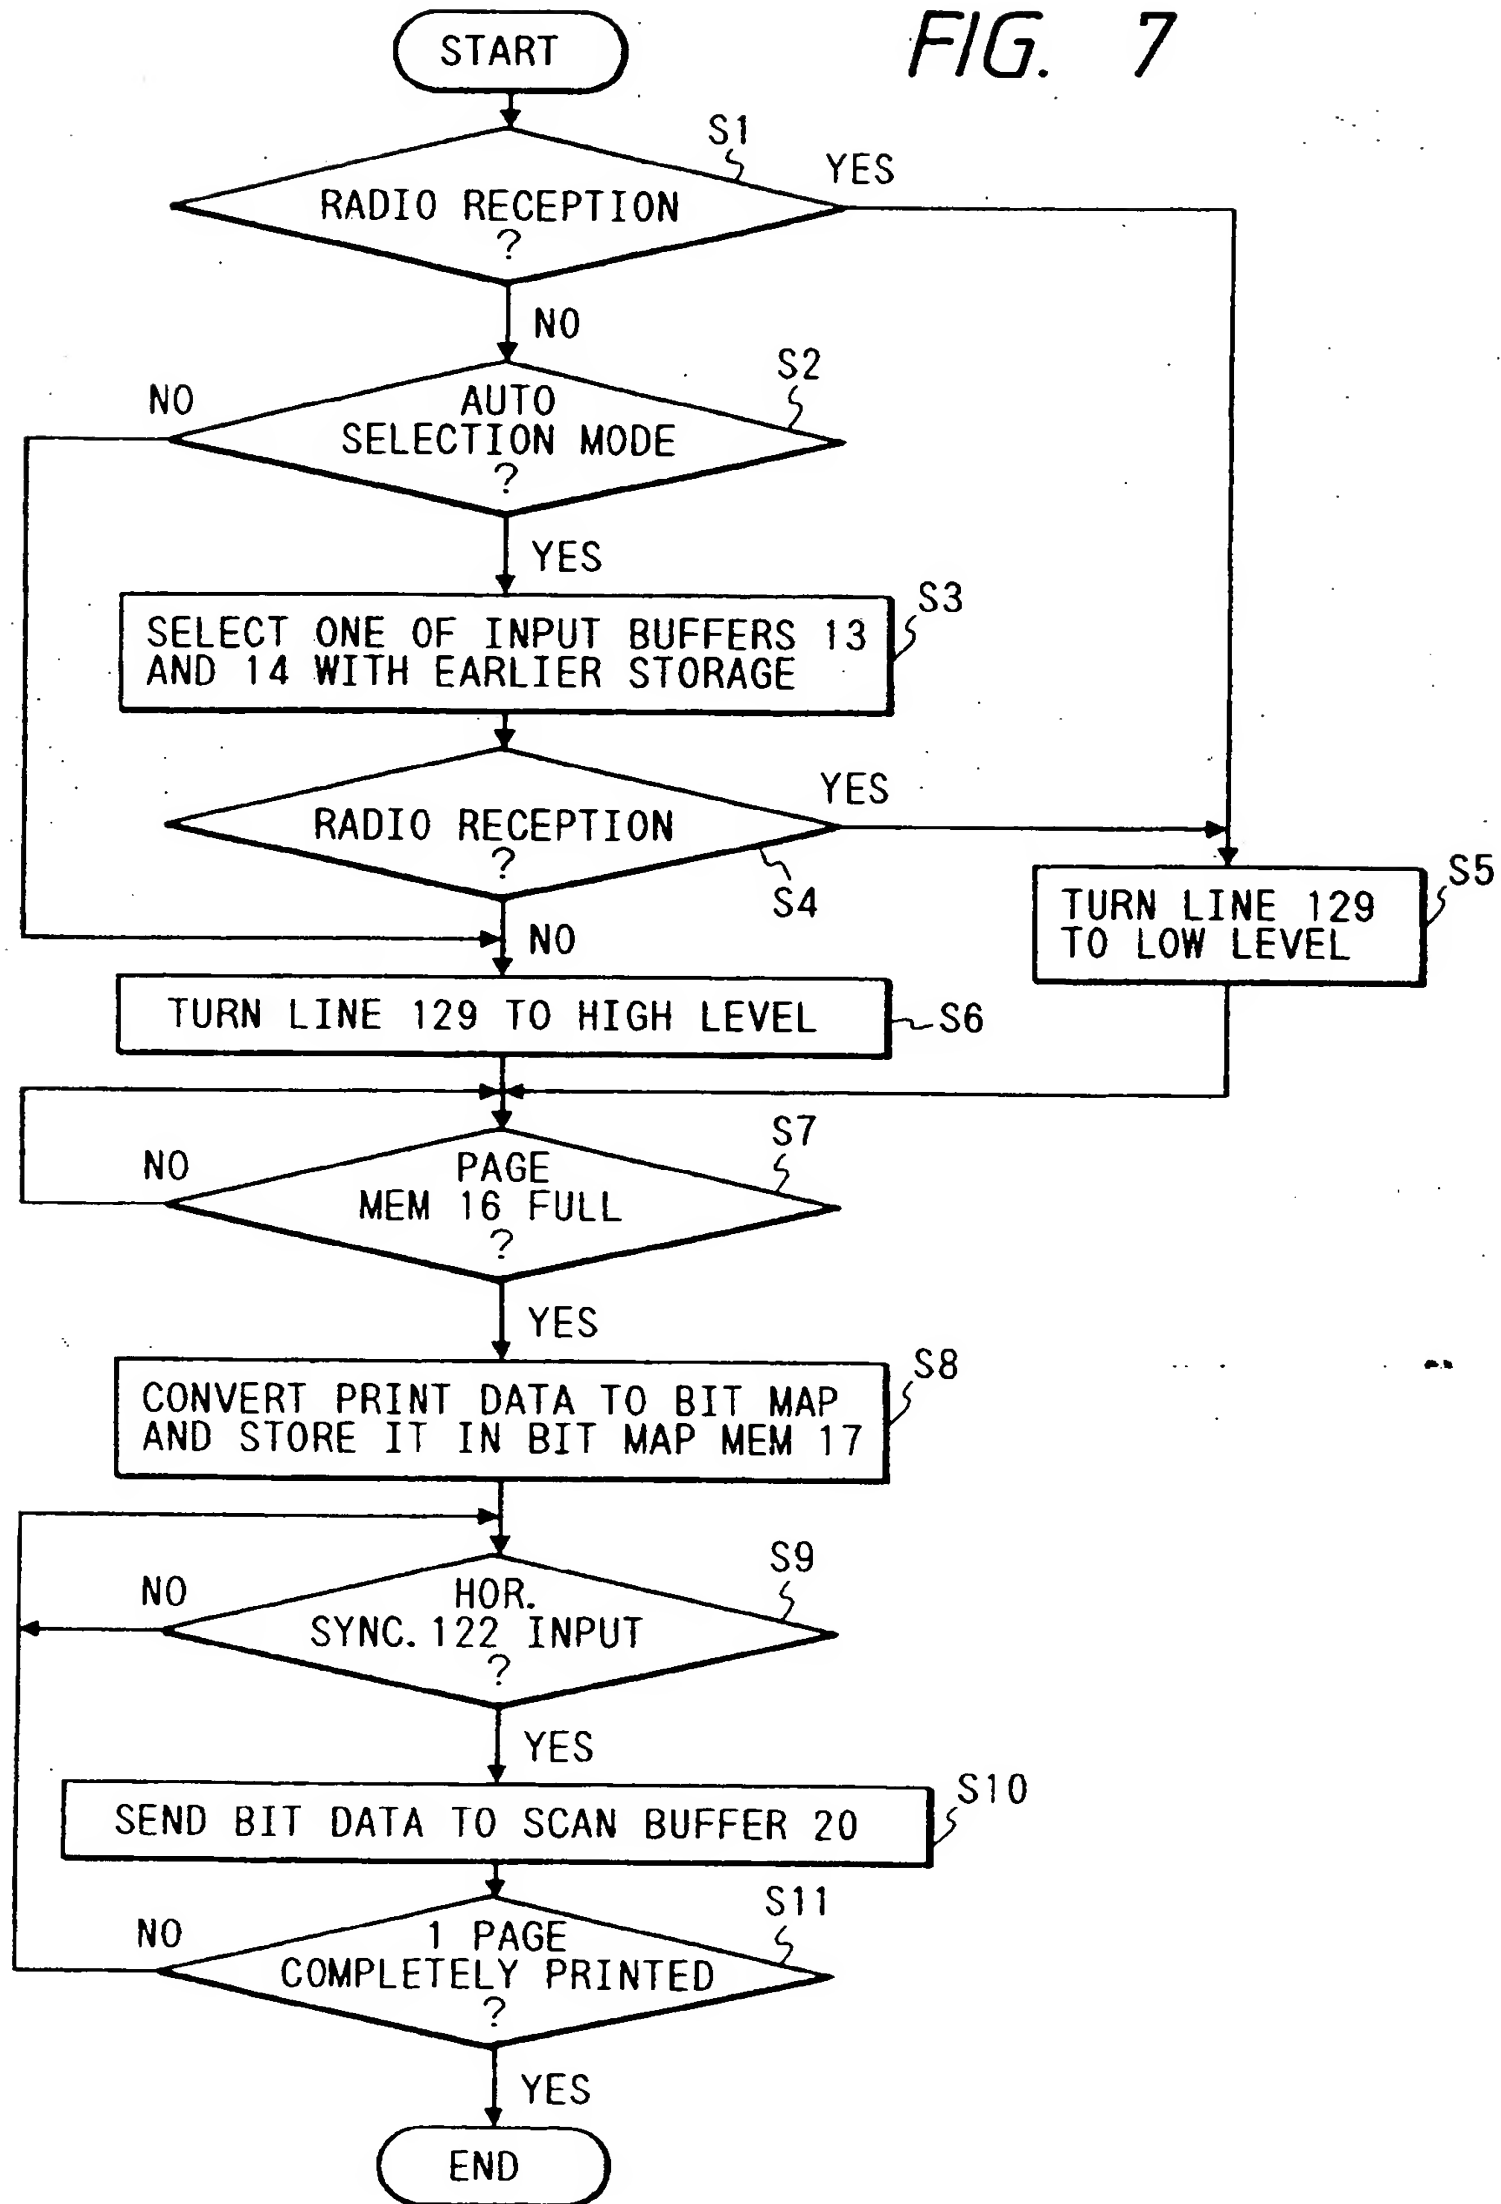 FIG. 7
START
S1
YES
RADIO RECEPTION
?
NO
S2
NO
AUTO
SELECTION MODE
?
YES
S3
SELECT ONE OF INPUT BUFFERS 13
AND 14 WITH EARLIER STORAGE
YES
RADIO RECEPTION
?
S4
NO
S5
TURN LINE 129
TO LOW LEVEL
TURN LINE 129 TO HIGH LEVEL
S6
S7
NO
PAGE
MEM 16 FULL
?
YES
S8
CONVERT PRINT DATA TO BIT MAP
AND STORE IT IN BIT MAP MEM 17
S9
NO
HOR.
SYNC. 122 INPUT
?
YES
S10
SEND BIT DATA TO SCAN BUFFER 20
S11
NO
1 PAGE
COMPLETELY PRINTED
?
YES
END